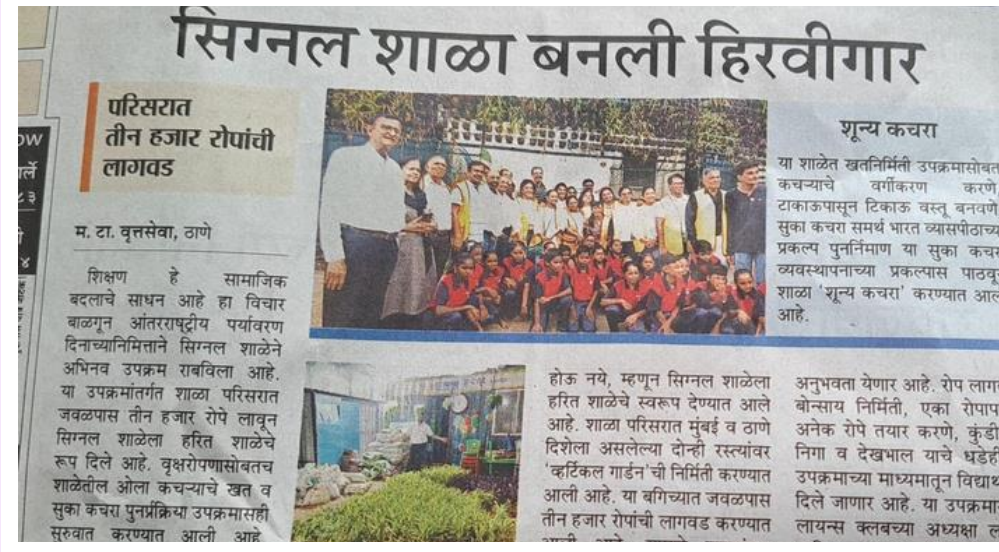 सिग्नल शाळा बनली हिरवीगार
परिसरात
तीन हजार रोपांची
लागवड
म. टा. वृत्तसेवा, ठाणे
शिक्षण हे सामाजिक
बदलाचे साधन आहे हा विचार
बाळगून आंतरराष्ट्रीय पर्यावरण
दिनाच्यानिमित्ताने सिग्नल शाळेने
अभिनव उपक्रम राबविला आहे.
या उपक्रमांतर्गत शाळा परिसरात
जवळपास तीन हजार रोपे लावून
सिग्नल शाळेला हरित शाळेचे
रूप दिले आहे. वृक्षरोपणासोबतच
शाळेतील ओला कचऱ्याचे खत व
सुका कचरा पुनर्प्रक्रिया उपक्रमासही
सुरुवात करण्यात आली आहे.
शून्य कचरा
या शाळेत खतनिर्मिती उपक्रमासोबत
कचऱ्याचे वर्गीकरण करणे
टाकाऊपासून टिकाऊ वस्तू बनवणे
सुका कचरा समर्थ भारत व्यासपीठाच्य
प्रकल्प पुनर्निमाण या सुका कचर
व्यवस्थापनाच्या प्रकल्पास पाठवू
शाळा 'शून्य कचरा' करण्यात आल
आहे.
होऊ नये, म्हणून सिग्नल शाळेला
हरित शाळेचे स्वरूप देण्यात आले
आहे. शाळा परिसरात मुंबई व ठाणे
दिशेला असलेल्या दोन्ही रस्त्यांवर
'व्हर्टिकल गार्डन'ची निर्मिती करण्यात
आली आहे. या बगिच्यात जवळपास
तीन हजार रोपांची लागवड करण्यात
अनुभवता येणार आहे. रोप लागा
बोन्साय निर्मिती, एका रोपाप
अनेक रोपे तयार करणे, कुंडी
निगा व देखभाल याचे धडेही
उपक्रमाच्या माध्यमातून विद्यार्थ
दिले जाणार आहे. या उपक्रमा
लायन्स क्लबच्या अध्यक्षा ल